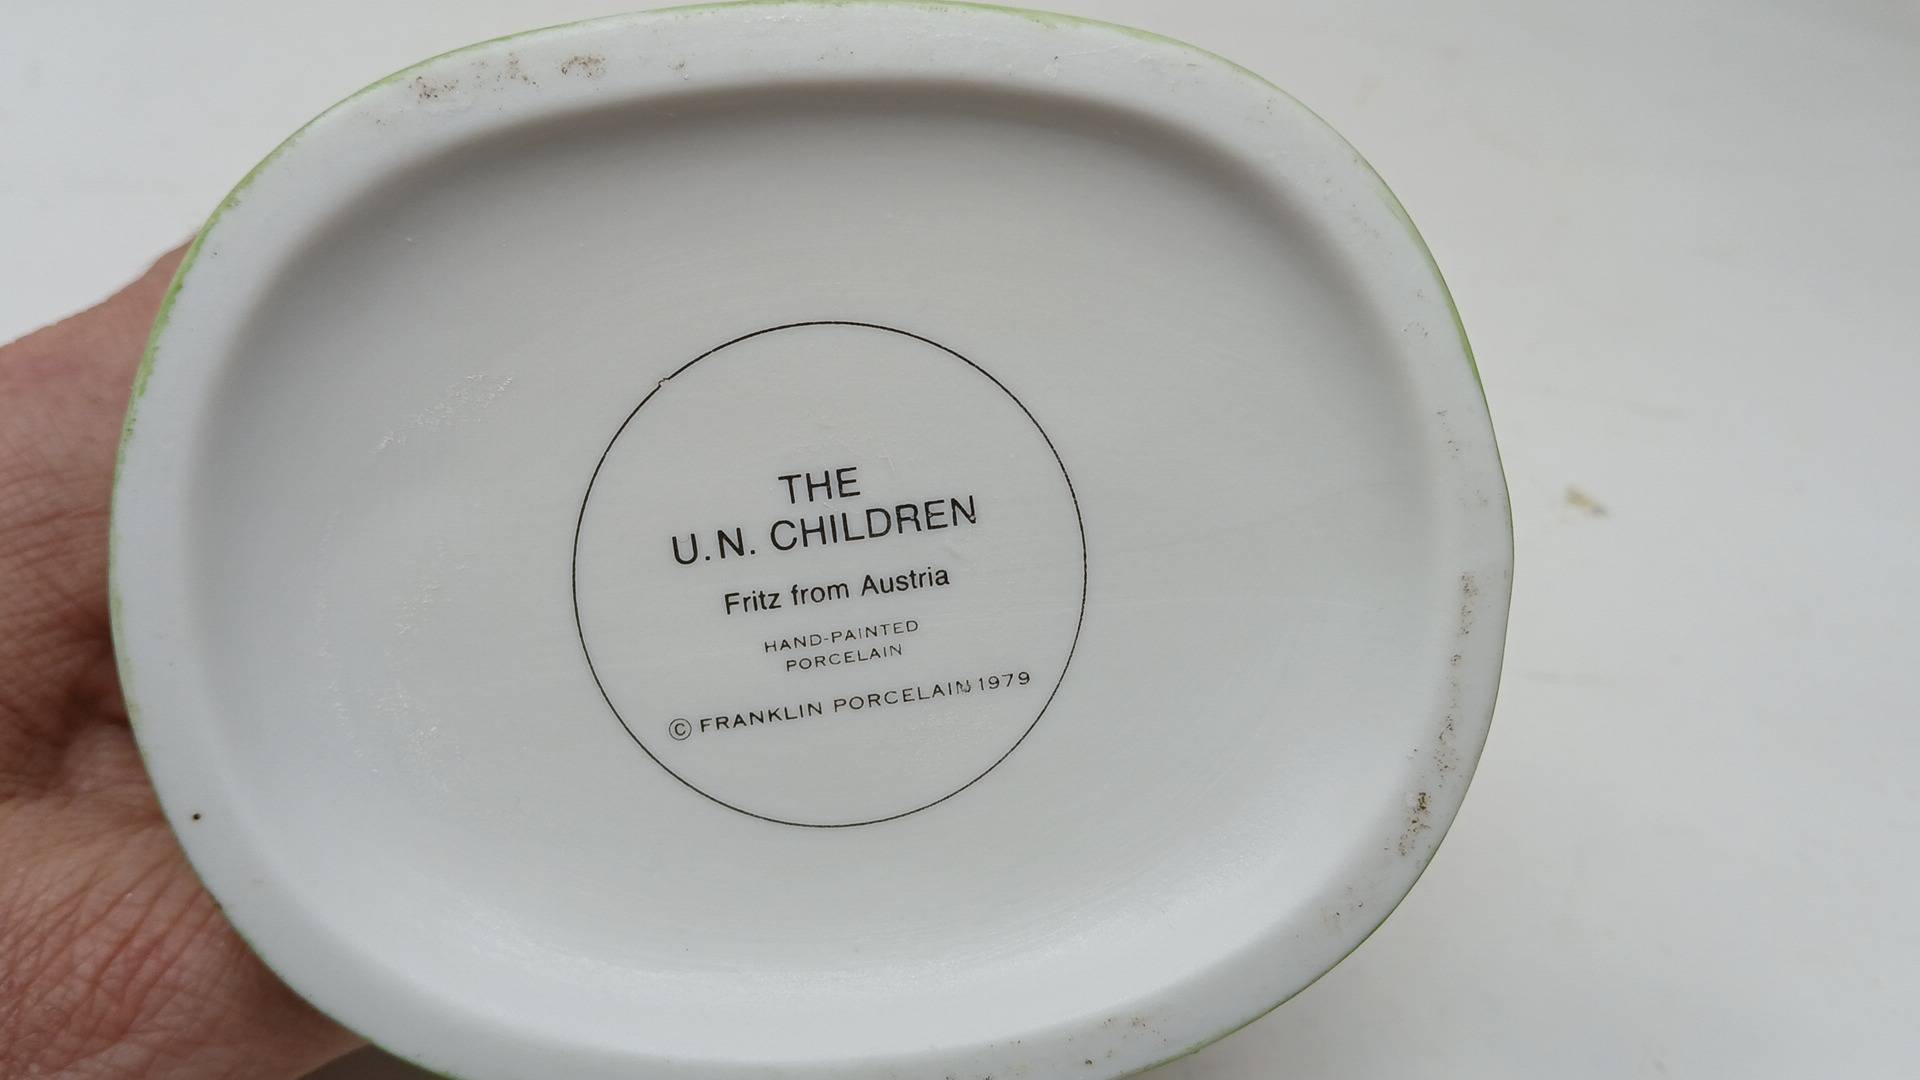 THE
U.N. CHILDREN
Fritz from Austria
HAND-PAINTED
PORCELAIN
© FRANKLIN PORCELAIN 1979